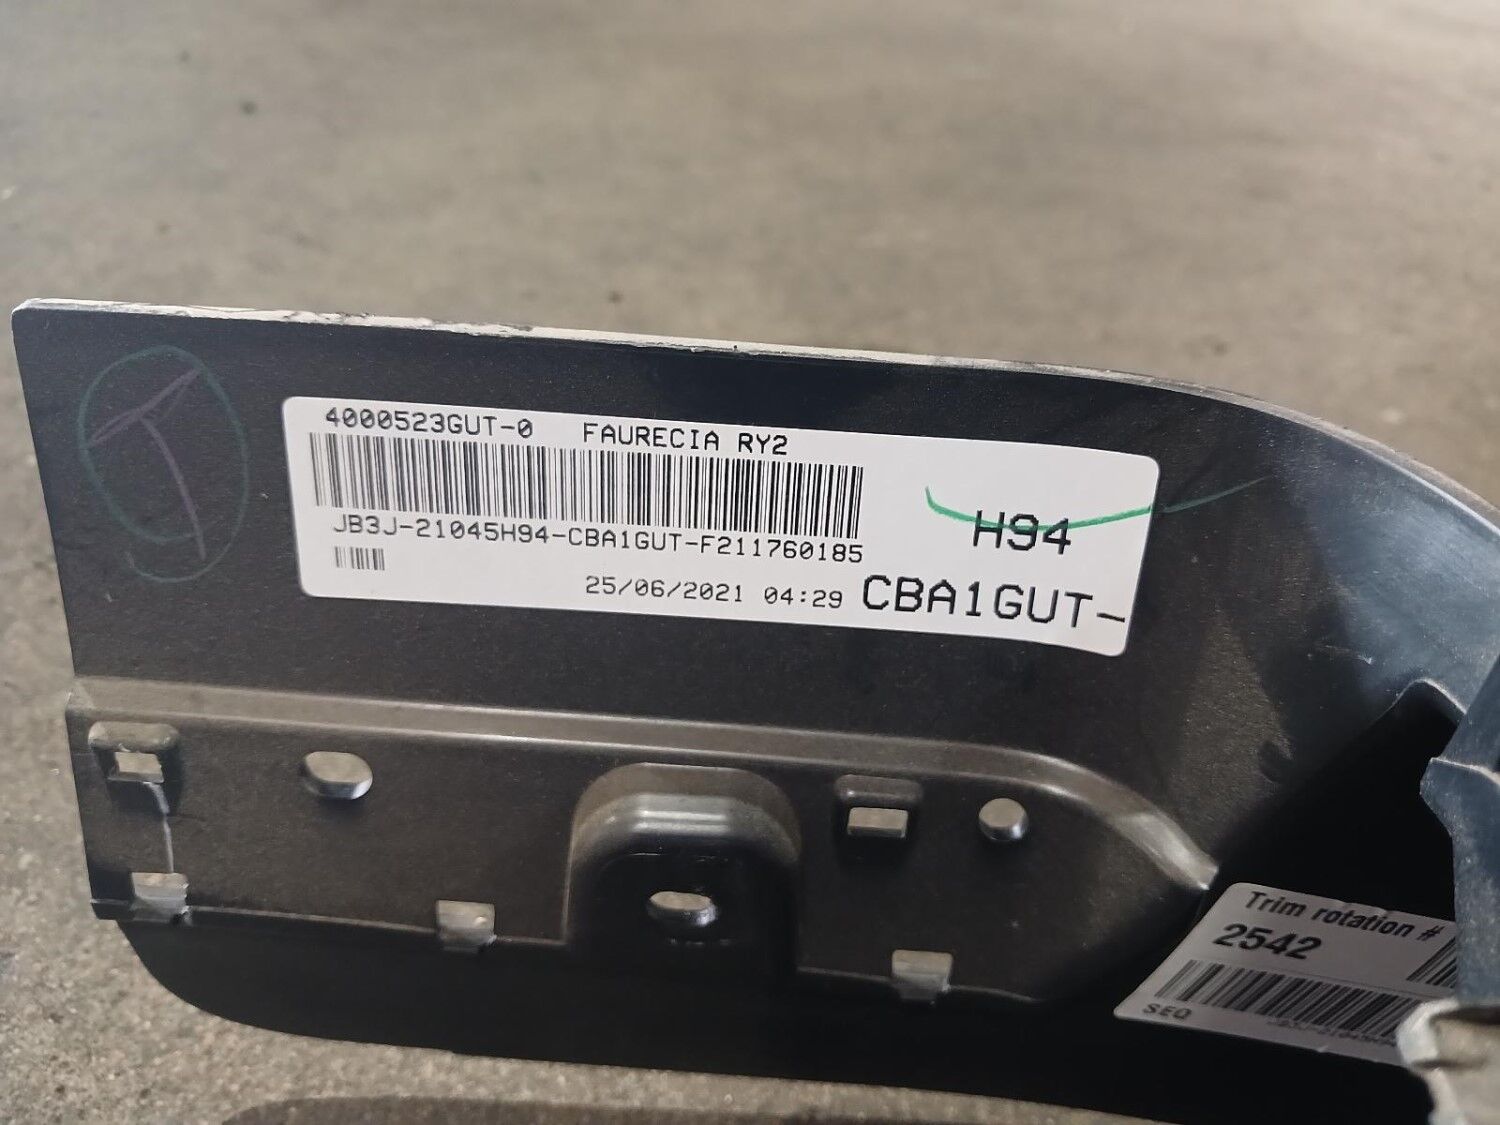 4000523GUT-0 FAURECIA RY2
JB3J-21045H94-CBA1GUT-F211760185
H94
25/06/2021 04:29 CBA1GUT-
Trim rotation #
2542
SEQ